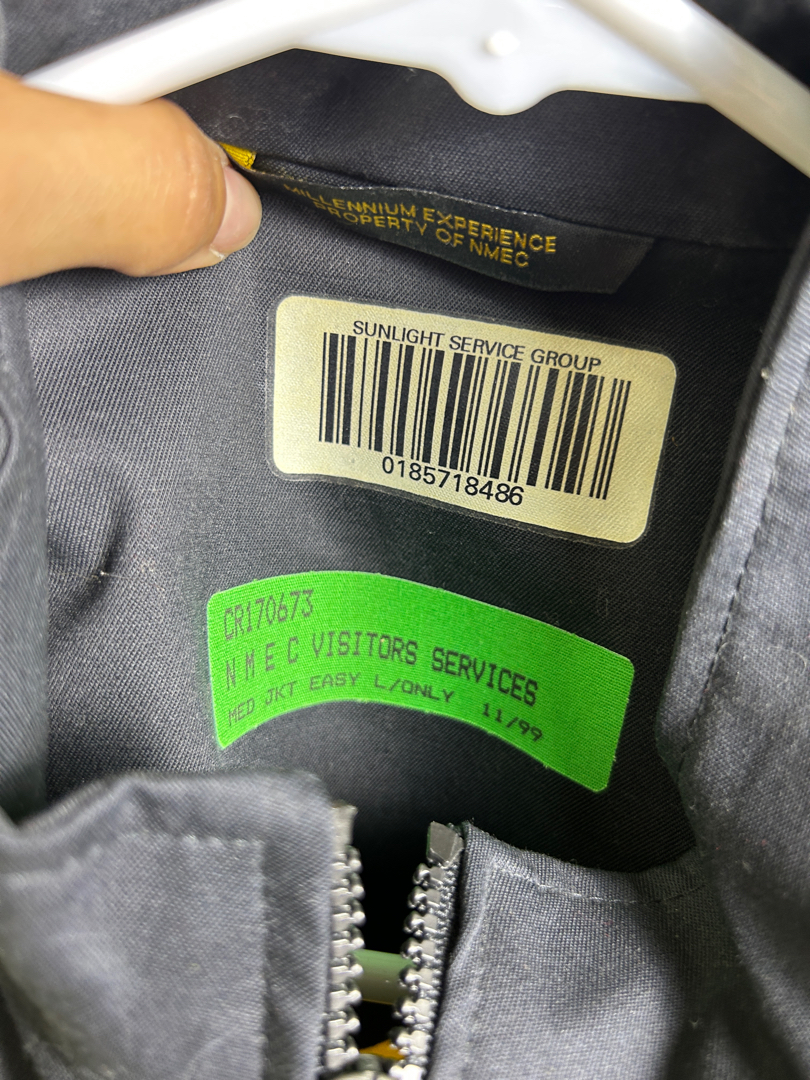 MILLENNIUM EXPERIENCE
PROPERTY OF NMEC
SUNLIGHT SERVICE GROUP
0185718486
CR170673
N M E C VISITORS SERVICES
MED JKT EASY L/ONLY 11/99